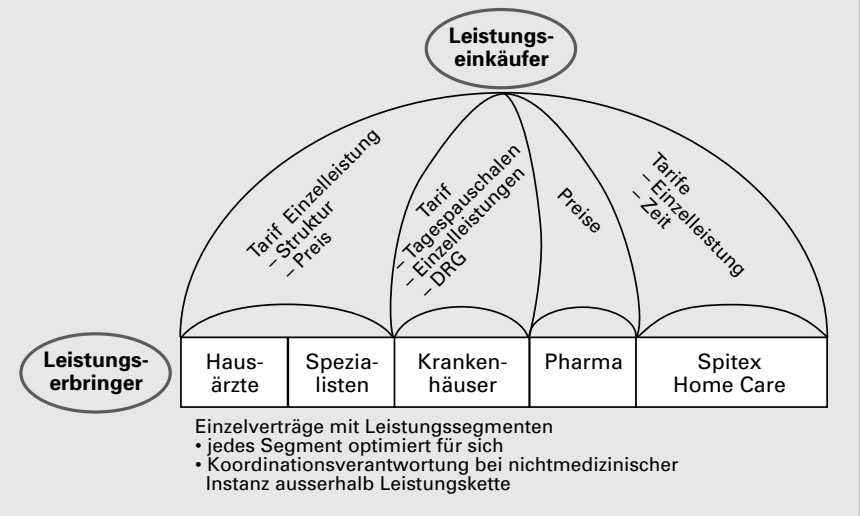 Leistungs-
einkäufer
Tarif Einzelleistung
– Struktur
– Preis
Tarif
– Tagespauschalen
– Einzelleistungen
– DRG
Preise
Tarife
– Einzelleistung
– Zeit
Leistungs-
erbringer
Haus-
ärzte
Spezia-
listen
Kranken-
häuser
Pharma
Spitex
Home Care
Einzelverträge mit Leistungssegmenten
• jedes Segment optimiert für sich
• Koordinationsverantwortung bei nichtmedizinischer
Instanz ausserhalb Leistungskette